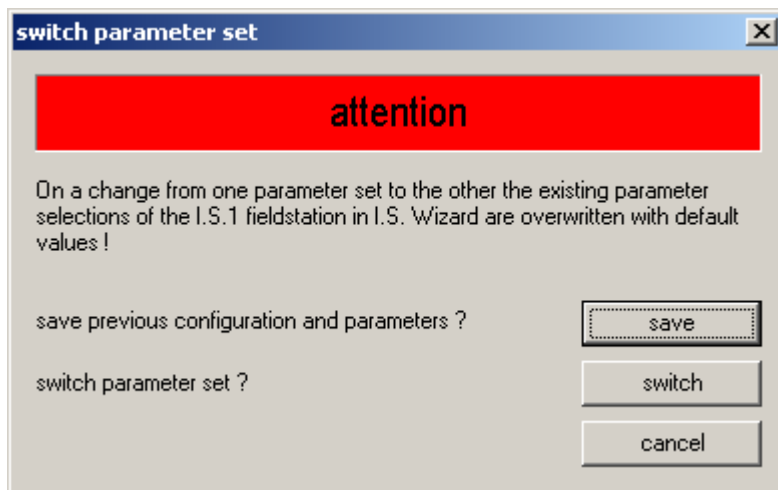 switch parameter set
attention
On a change from one parameter set to the other the existing parameter
selections of the I.S.1 fieldstation in I.S. Wizard are overwritten with default
values !
save previous configuration and parameters ?
save
switch parameter set ?
switch
cancel